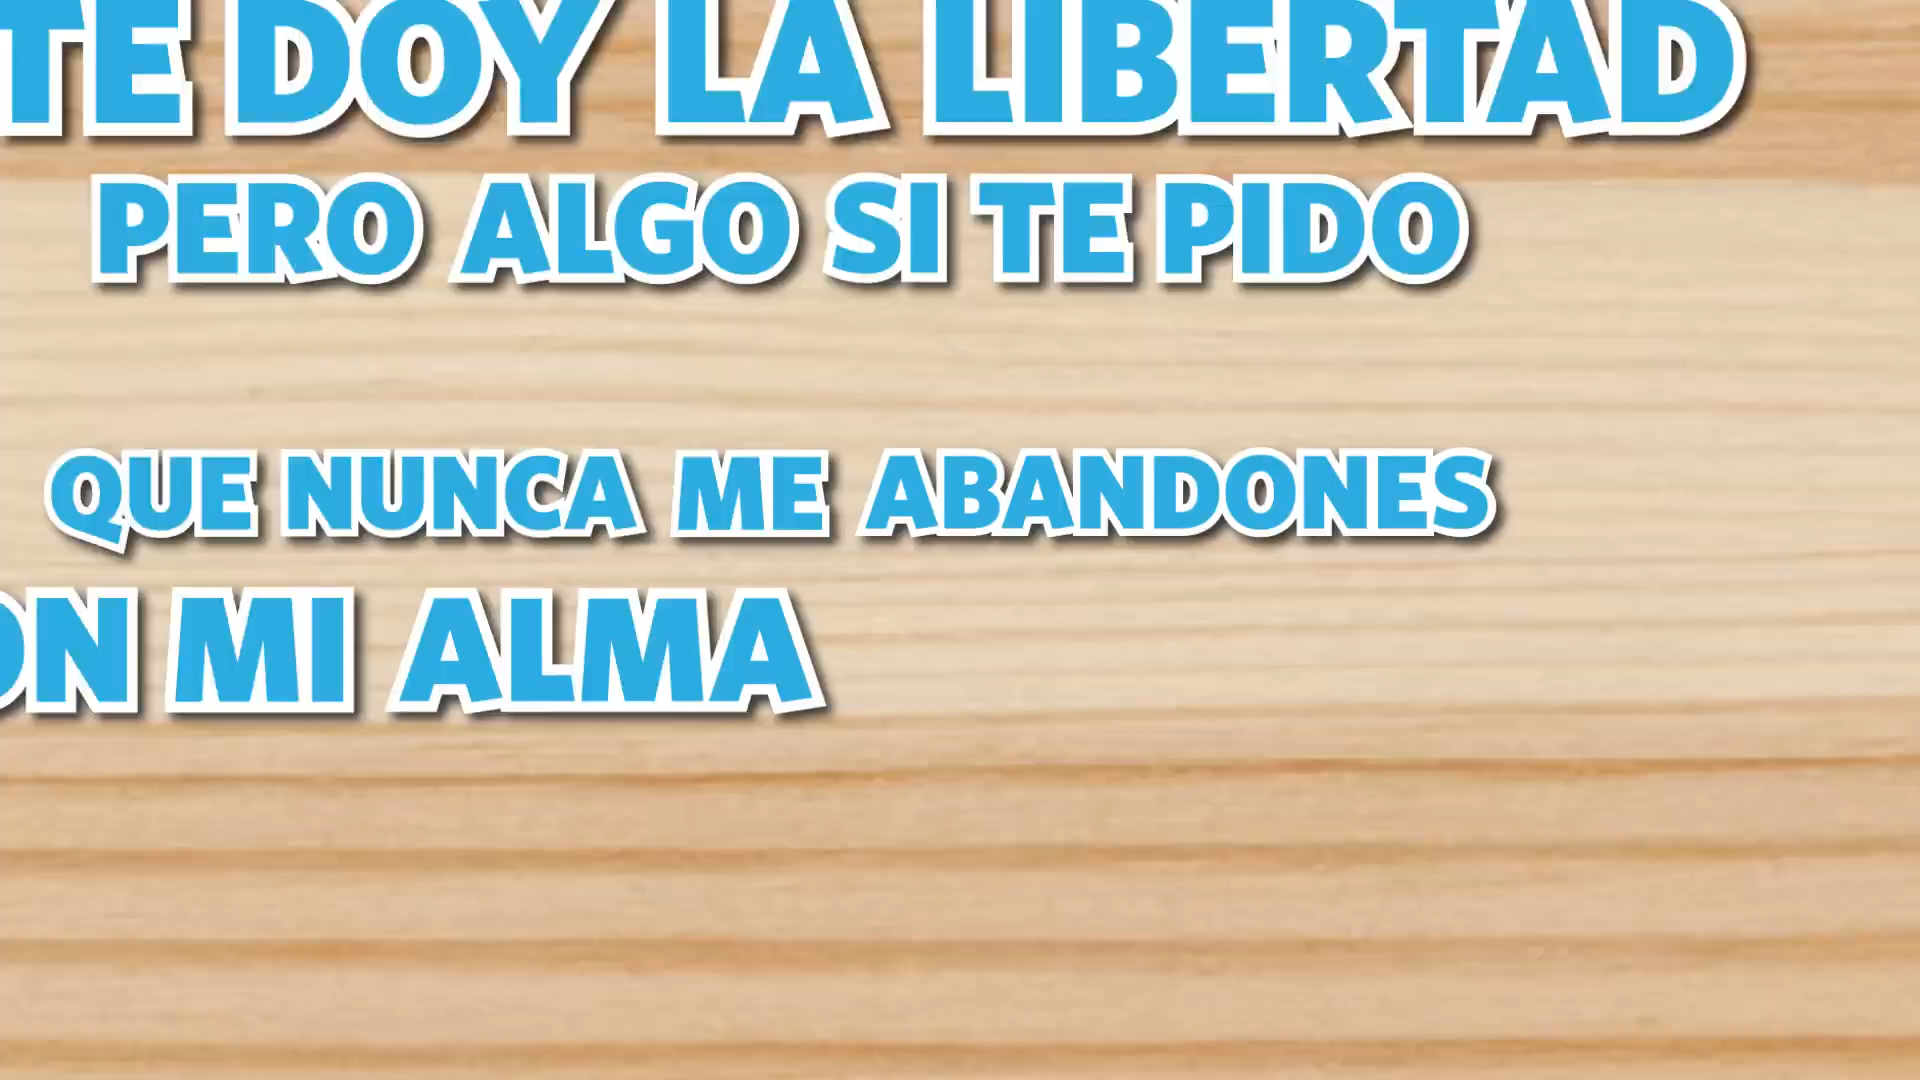 TE DOY LA LIBERTAD
PERO ALGO SI TE PIDO
QUE NUNCA ME ABANDONES
MI ALMA